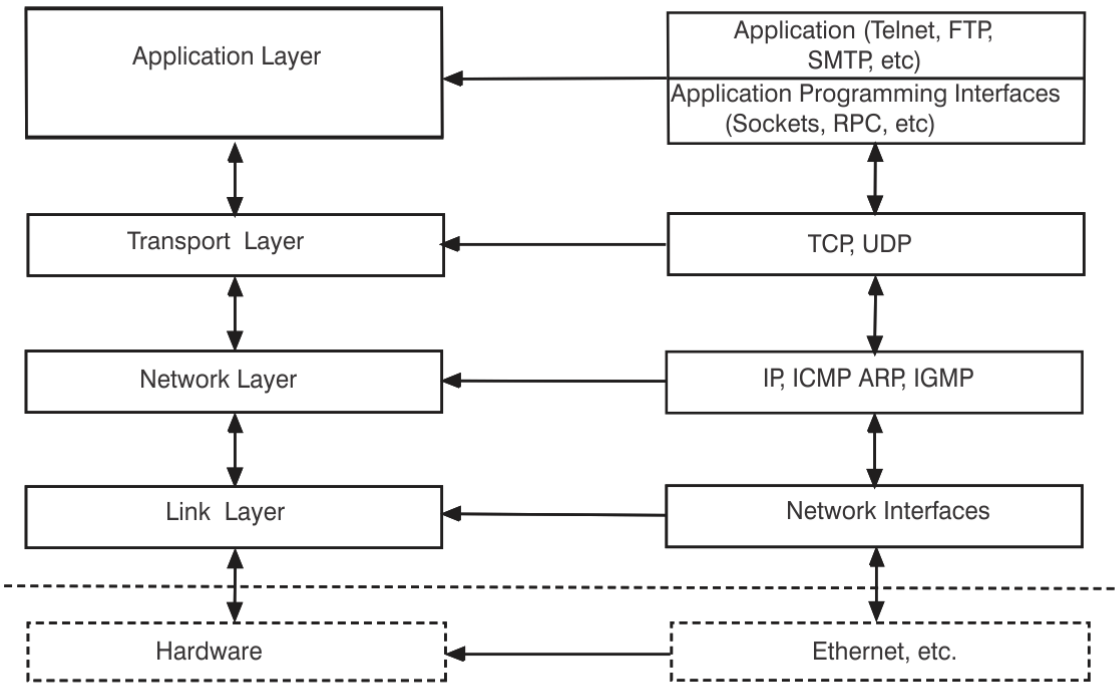 Application Layer
Application (Telnet, FTP,
SMTP, etc)
Application Programming Interfaces
(Sockets, RPC, etc)
Transport Layer
TCP, UDP
Network Layer
IP, ICMP ARP, IGMP
Link Layer
Network Interfaces
Hardware
Ethernet, etc.